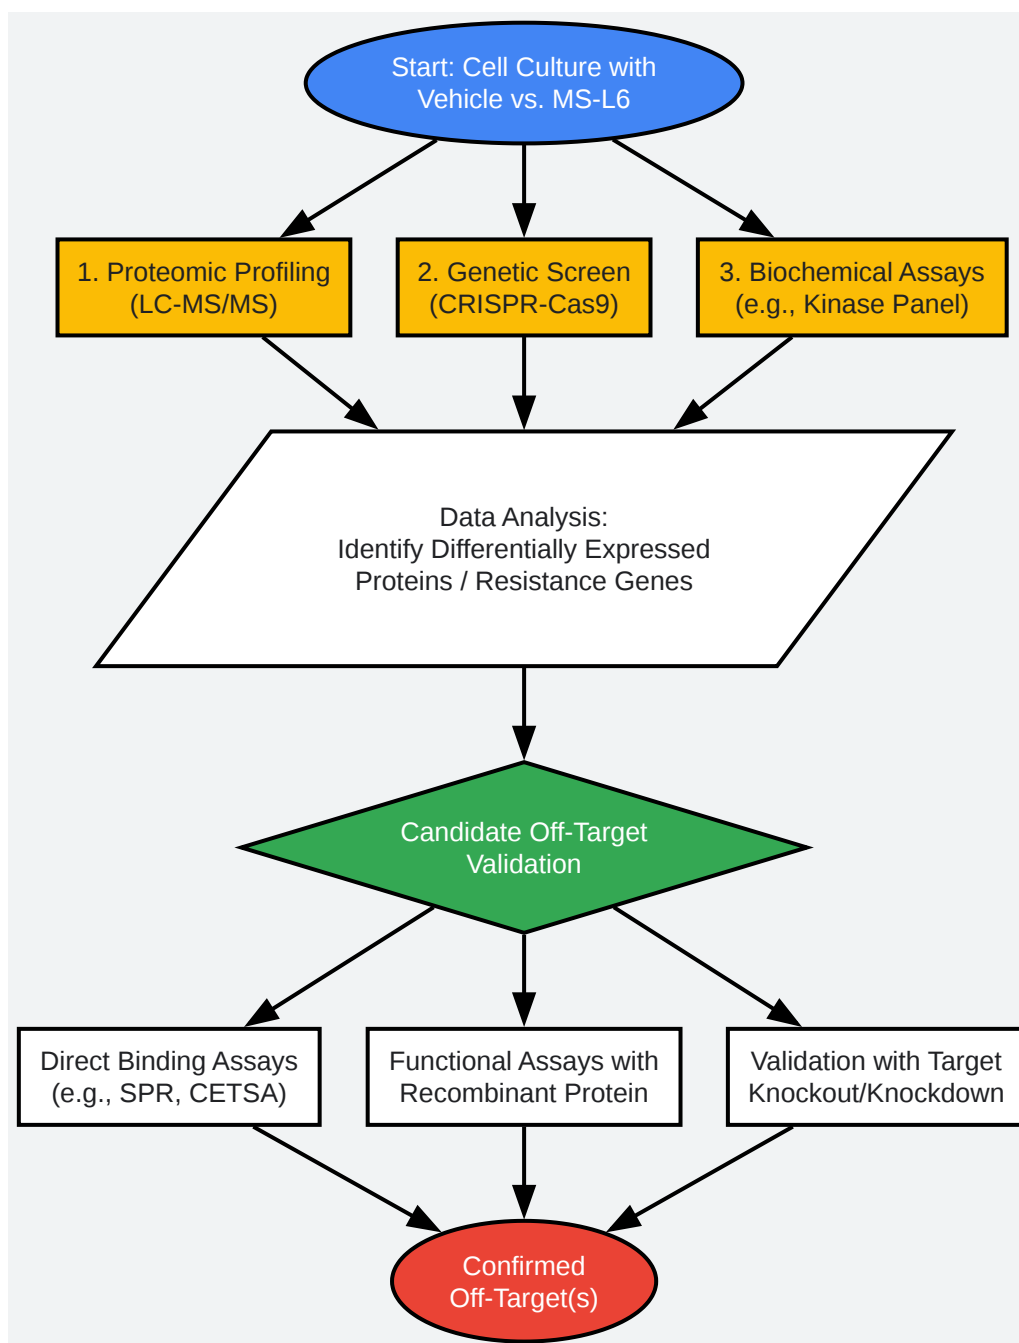 Start: Cell Culture with
Vehicle vs. MS-L6
1. Proteomic Profiling
(LC-MS/MS)
2. Genetic Screen
(CRISPR-Cas9)
3. Biochemical Assays
(e.g., Kinase Panel)
Data Analysis:
Identify Differentially Expressed
Proteins / Resistance Genes
Candidate Off-Target
Validation
Direct Binding Assays
(e.g., SPR, CETSA)
Functional Assays with
Recombinant Protein
Validation with Target
Knockout/Knockdown
Confirmed
Off-Target(s)